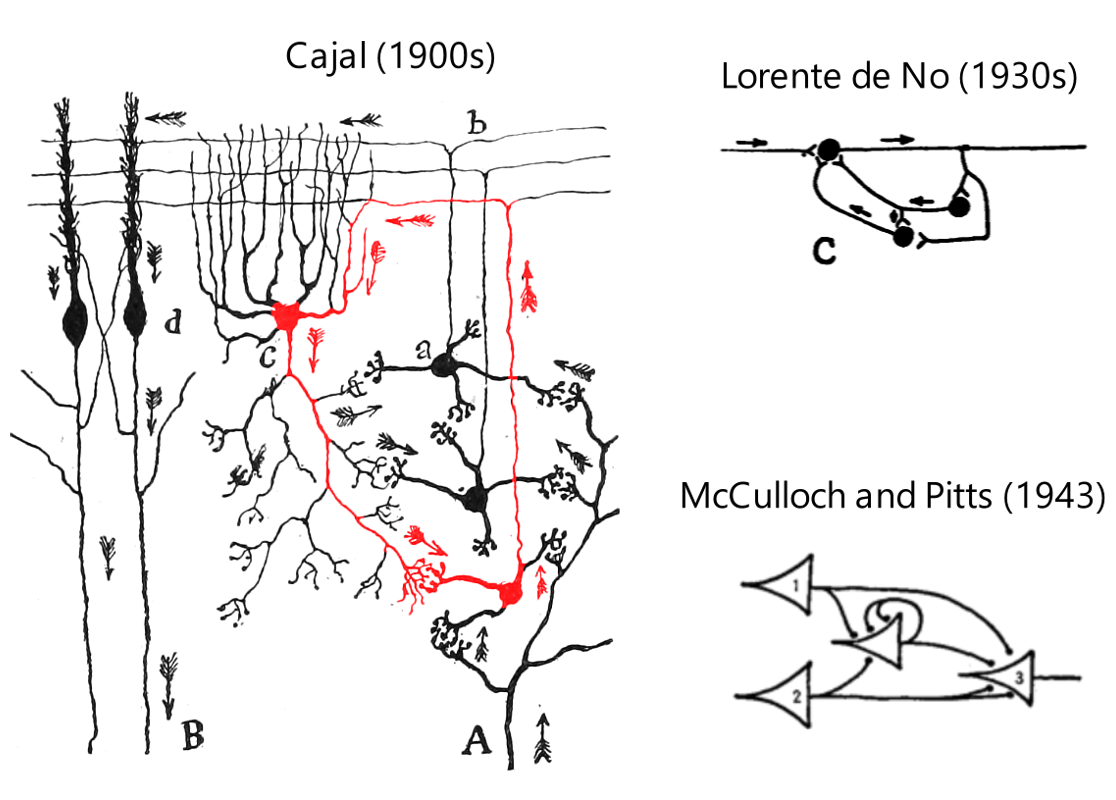 Cajal (1900s)
b
d
c
a
B
A
Lorente de No (1930s)
C
McCulloch and Pitts (1943)
1
2
3